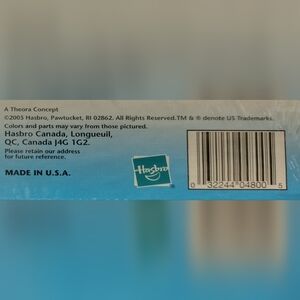 A Theora Concept
©2005 Hasbro, Pawtucket, RI 02862. All Rights Reserved.TM & ® denote US Trademarks.
Colors and parts may vary from those pictured.
Hasbro Canada, Longueuil,
QC, Canada J4G 1G2.
Please retain our address
for future reference.
MADE IN U.S.A.
Hasbro
0 32244 04800 5